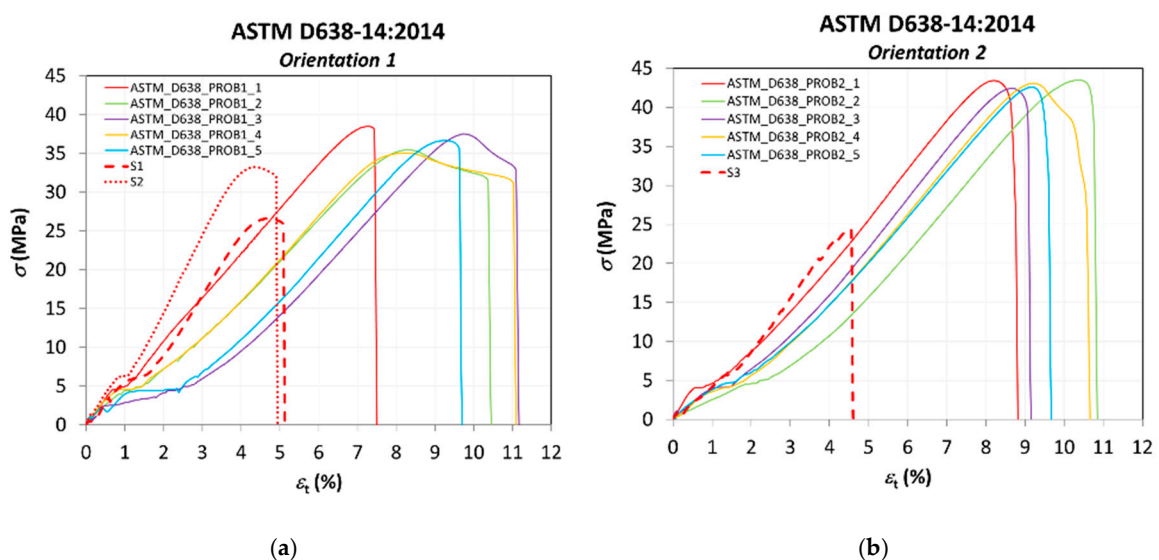 ASTM D638-14:2014
Orientation 1
45
40
35
30
25
20
15
10
5
0
σ (MPa)
ASTM_D638_PROB1_1
ASTM_D638_PROB1_2
ASTM_D638_PROB1_3
ASTM_D638_PROB1_4
ASTM_D638_PROB1_5
S1
S2
0 1 2 3 4 5 6 7 8 9 10 11 12 13
εt (%)
(a)
ASTM D638-14:2014
Orientation 2
45
40
35
30
25
20
15
10
5
0
σ (MPa)
ASTM_D638_PROB2_1
ASTM_D638_PROB2_2
ASTM_D638_PROB2_3
ASTM_D638_PROB2_4
ASTM_D638_PROB2_5
S3
0 1 2 3 4 5 6 7 8 9 10 11 12
εt (%)
(b)